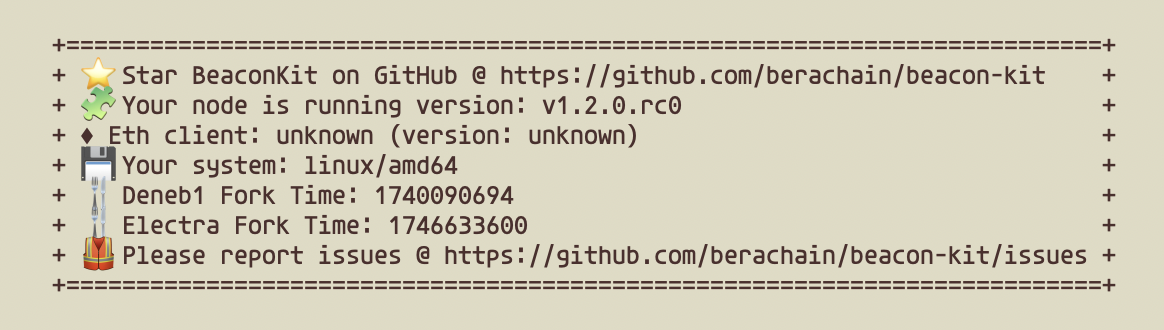 +==========================================================================+
+ ⭐️ Star BeaconKit on GitHub @ https://github.com/berachain/beacon-kit    +
+ 🧩 Your node is running version: v1.2.0.rc0                              +
+ ♦ Eth client: unknown (version: unknown)                                 +
+ 💾 Your system: linux/amd64                                              +
+ 🍴 Deneb1 Fork Time: 1740090694                                          +
+ 🍴 Electra Fork Time: 1746633600                                         +
+ 🦺 Please report issues @ https://github.com/berachain/beacon-kit/issues +
+==========================================================================+